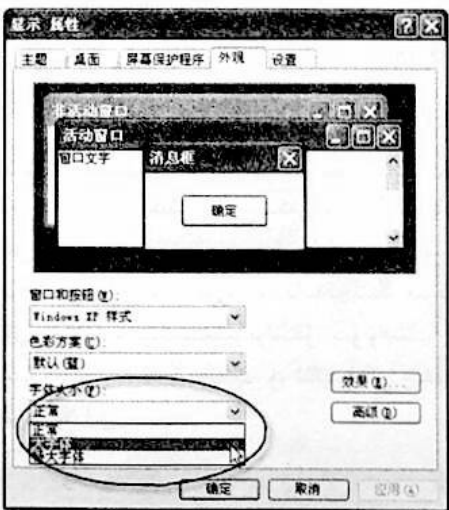 显示 属性
主题 桌面 屏幕保护程序 外观 设置
非活动窗口
活动窗口
窗口文字 消息框
确定
窗口和按钮(W):
Windows XP 样式
色彩方案(C):
默认(蓝)
字体大小(F):
正常
正常
大字体
特大字体
效果(E)...
高级(D)
确定 取消 应用(A)